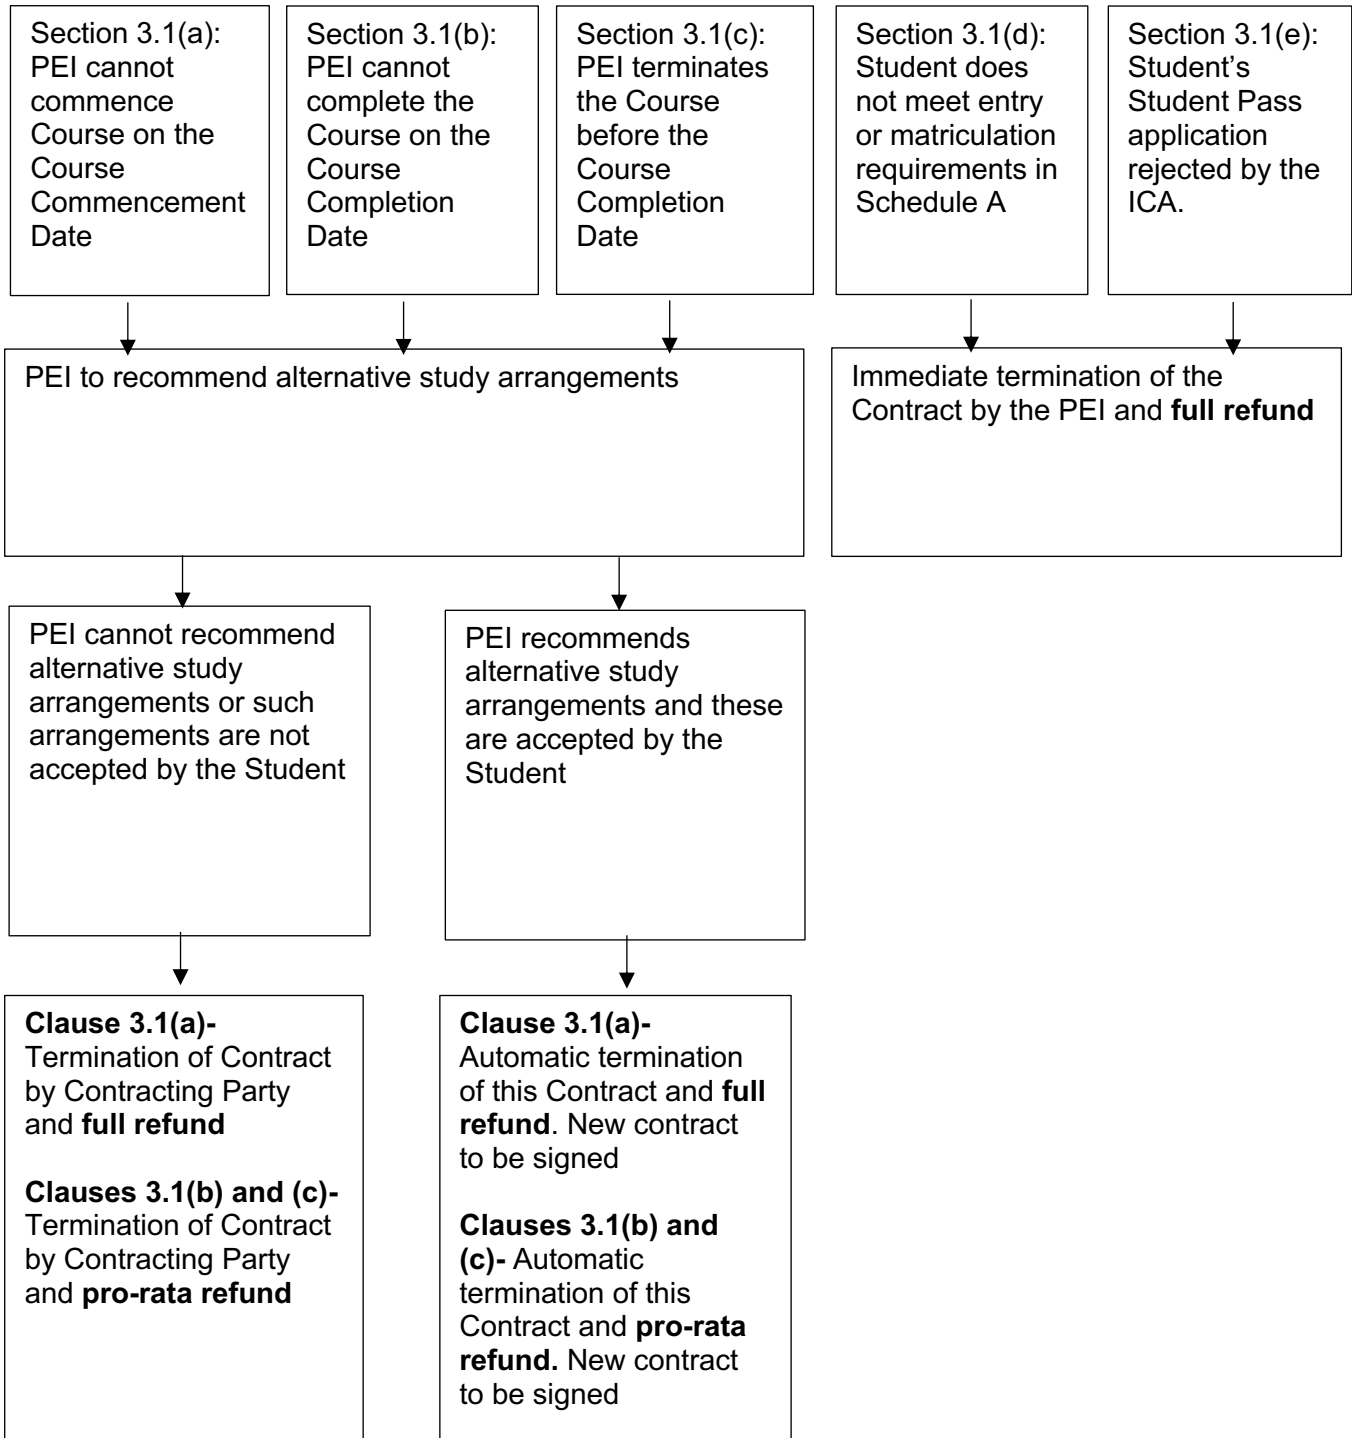 Section 3.1(a):
PEI cannot
commence
Course on the
Course
Commencement
Date
Section 3.1(b):
PEI cannot
complete the
Course on the
Course
Completion
Date
Section 3.1(c):
PEI terminates
the Course
before the
Course
Completion
Date
Section 3.1(d):
Student does
not meet entry
or matriculation
requirements in
Schedule A
Section 3.1(e):
Student’s
Student Pass
application
rejected by the
ICA.
PEI to recommend alternative study arrangements
Immediate termination of the
Contract by the PEI and full refund
PEI cannot recommend
alternative study
arrangements or such
arrangements are not
accepted by the Student
PEI recommends
alternative study
arrangements and these
are accepted by the
Student
Clause 3.1(a)-
Termination of Contract
by Contracting Party
and full refund
Clauses 3.1(b) and (c)-
Termination of Contract
by Contracting Party
and pro-rata refund
Clause 3.1(a)-
Automatic termination
of this Contract and full
refund. New contract
to be signed
Clauses 3.1(b) and
(c)- Automatic
termination of this
Contract and pro-rata
refund. New contract
to be signed